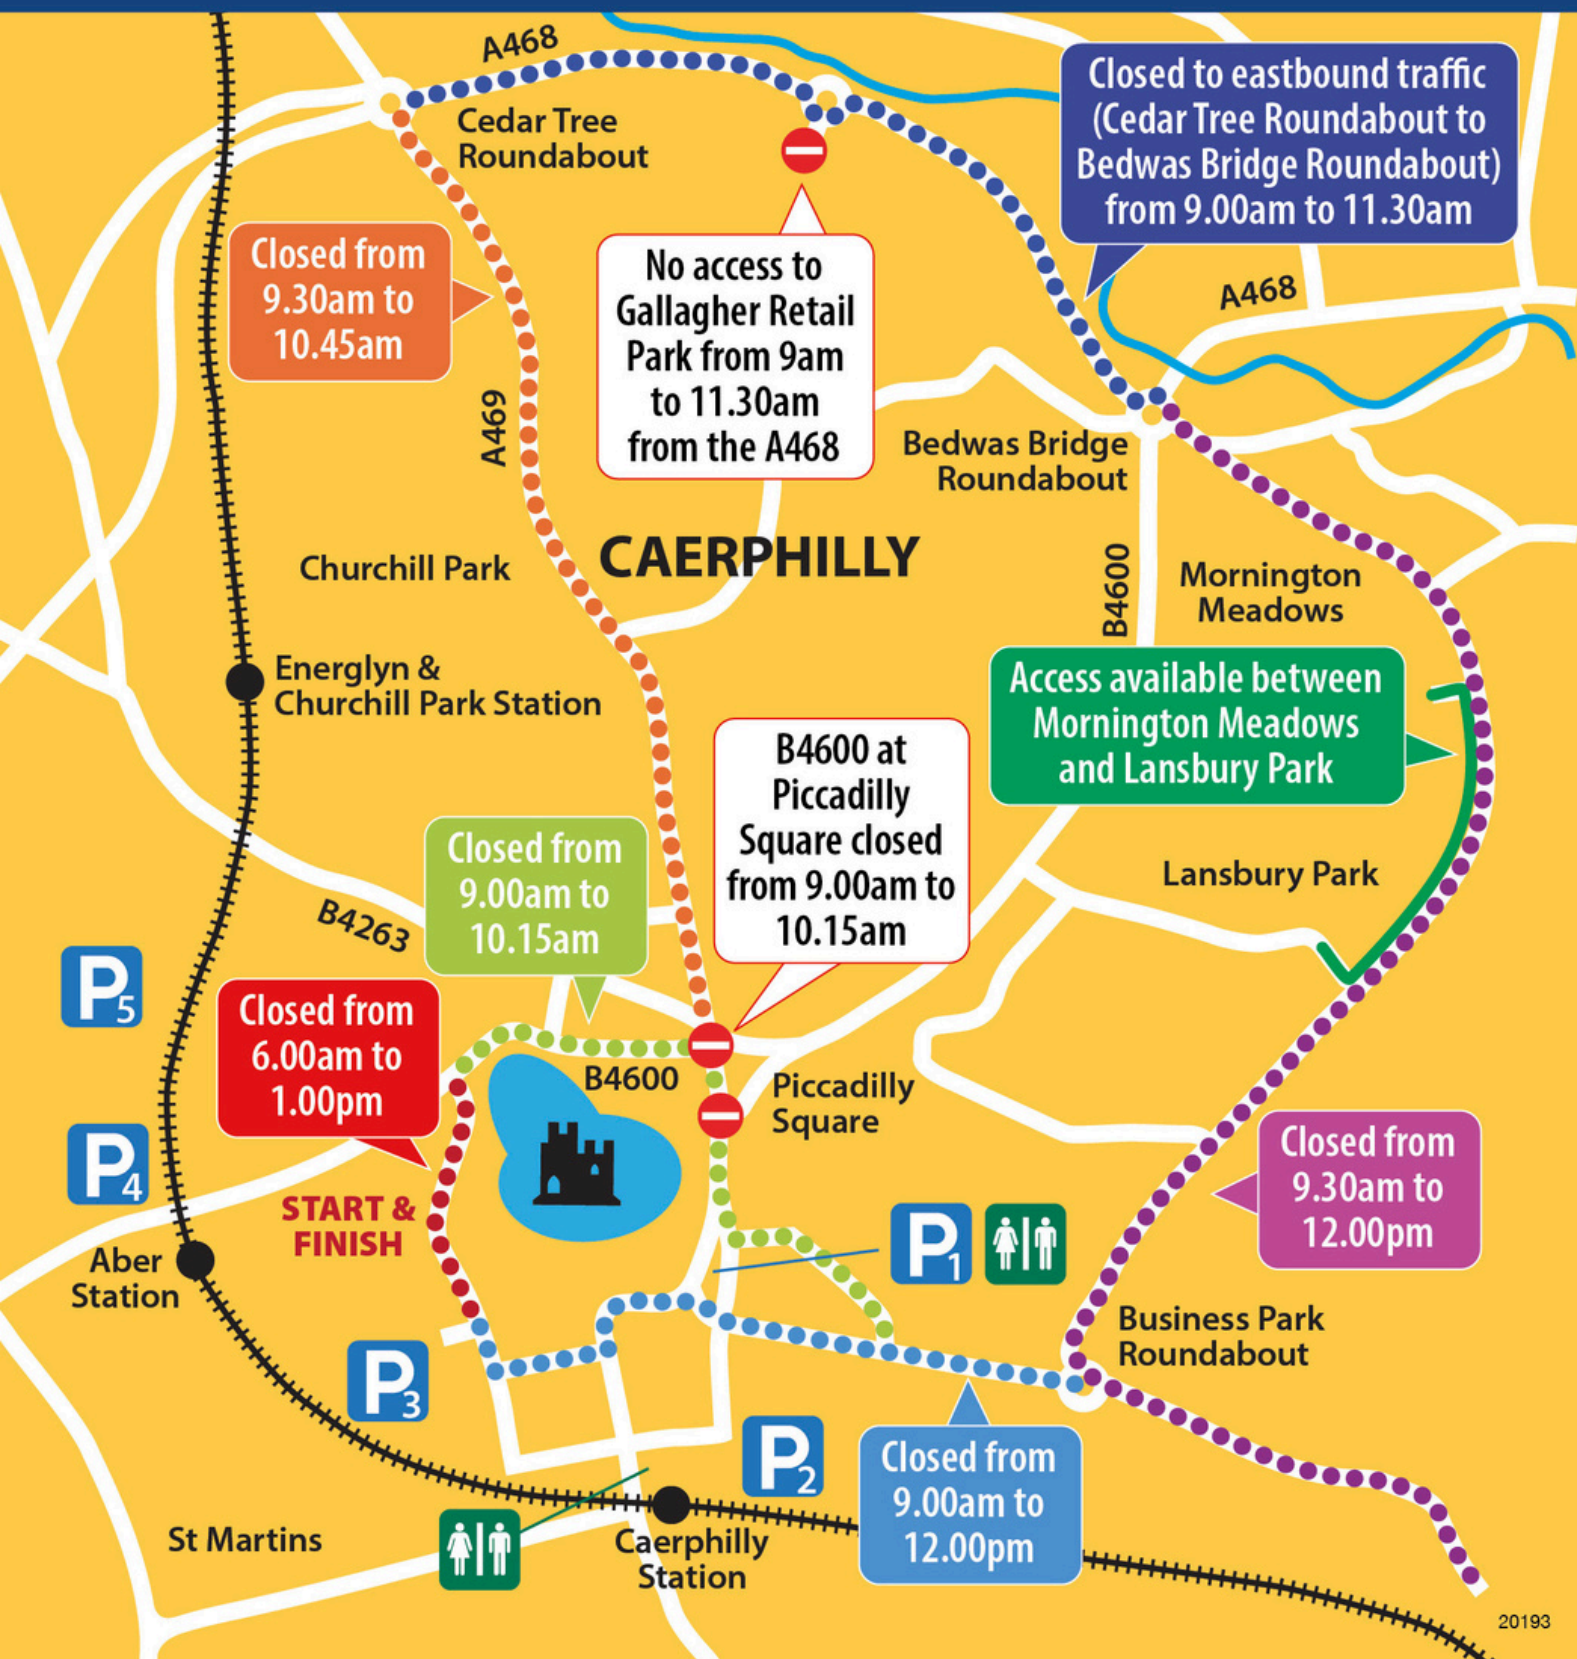 A468
Cedar Tree
Roundabout
Closed to eastbound traffic
(Cedar Tree Roundabout to
Bedwas Bridge Roundabout)
from 9.00am to 11.30am
Closed from
9.30am to
10.45am
No access to
Gallagher Retail
Park from 9am
to 11.30am
from the A468
A468
A469
Bedwas Bridge
Roundabout
CAERPHILLY
Churchill Park
B4600
Mornington
Meadows
Energlyn &
Churchill Park Station
Access available between
Mornington Meadows
and Lansbury Park
B4600 at
Piccadilly
Square closed
from 9.00am to
10.15am
Closed from
9.00am to
10.15am
Lansbury Park
B4263
P5
Closed from
6.00am to
1.00pm
B4600
Piccadilly
Square
P4
START &
FINISH
Closed from
9.30am to
12.00pm
P1
Aber
Station
Business Park
Roundabout
P3
P2
Closed from
9.00am to
12.00pm
St Martins
Caerphilly
Station
20193